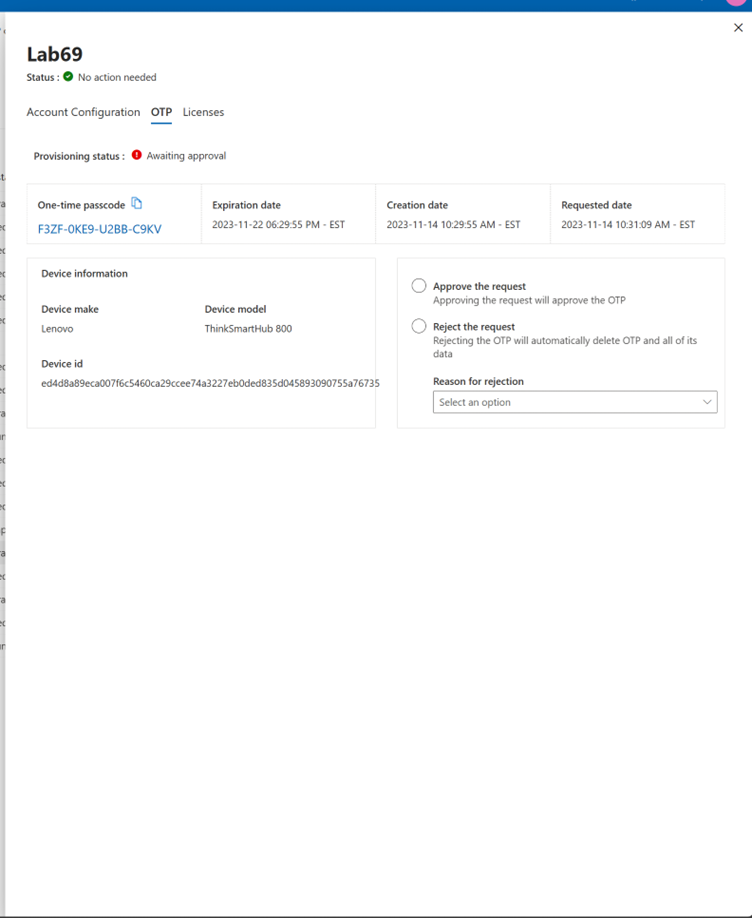 Lab69
Status : No action needed
Account Configuration OTP Licenses
Provisioning status : Awaiting approval
One-time passcode
F3ZF-0KE9-U2BB-C9KV
Expiration date
2023-11-22 06:29:55 PM - EST
Creation date
2023-11-14 10:29:55 AM - EST
Requested date
2023-11-14 10:31:09 AM - EST
Device information
Device make
Lenovo
Device model
ThinkSmartHub 800
Device id
ed4d8a89eca007f6c5460ca29ccee74a3227eb0ded835d045893090755a76735
Approve the request
Approving the request will approve the OTP
Reject the request
Rejecting the OTP will automatically delete OTP and all of its
data
Reason for rejection
Select an option